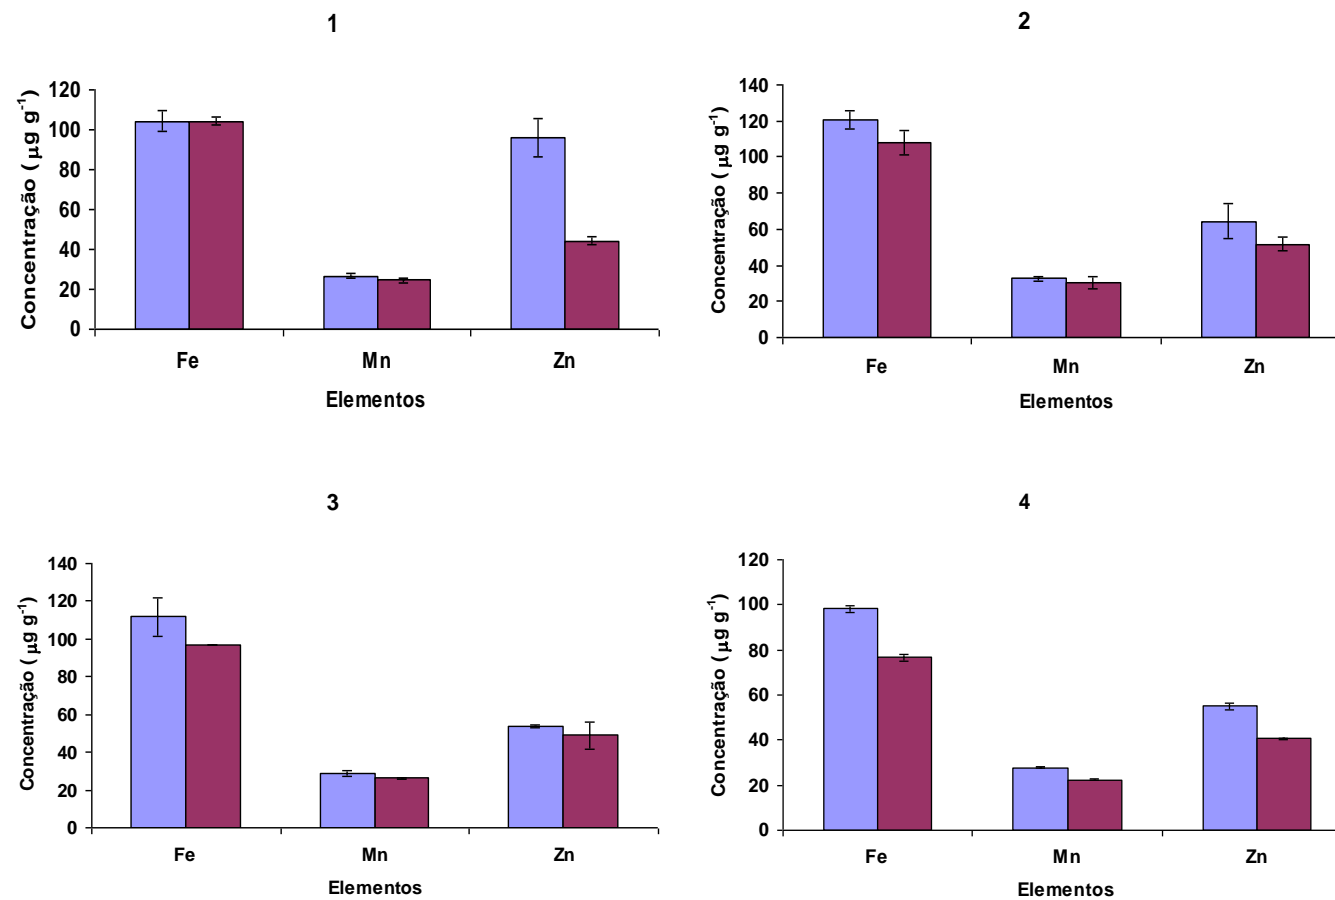 1
Concentração ( µg g-1)
120
100
80
60
40
20
0
Fe Mn Zn
Elementos
2
Concentração ( µg g-1)
140
120
100
80
60
40
20
0
Fe Mn Zn
Elementos
3
Concentração ( µg g-1)
140
120
100
80
60
40
20
0
Fe Mn Zn
Elementos
4
Concentração ( µg g-1)
120
100
80
60
40
20
0
Fe Mn Zn
Elementos